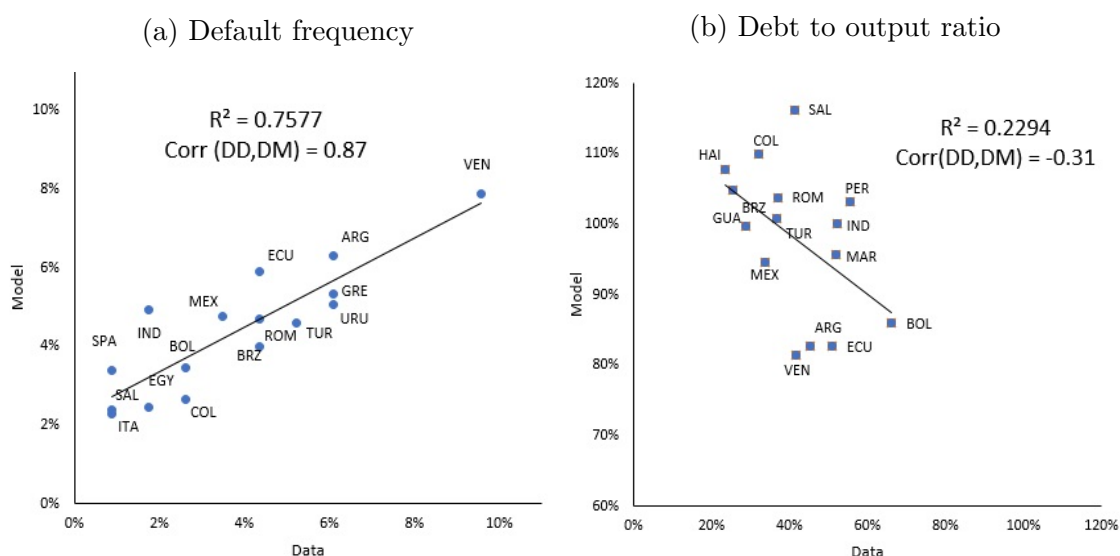 (a) Default frequency
10%
8%
6%
4%
2%
0%
0%
2%
4%
6%
8%
10%
Model
Data
R² = 0.7577
Corr (DD,DM) = 0.87
VEN
ARG
ECU
GRE
MEX
URU
IND
ROM
TUR
SPA
BOL
BRZ
EGY
SAL
COL
ITA
(b) Debt to output ratio
120%
110%
100%
90%
80%
70%
60%
0%
20%
40%
60%
80%
100%
120%
Model
Data
R² = 0.2294
Corr(DD,DM) = -0.31
SAL
COL
HAI
PER
ROM
BRZ
GUA
IND
TUR
MAR
MEX
BOL
ARG
ECU
VEN